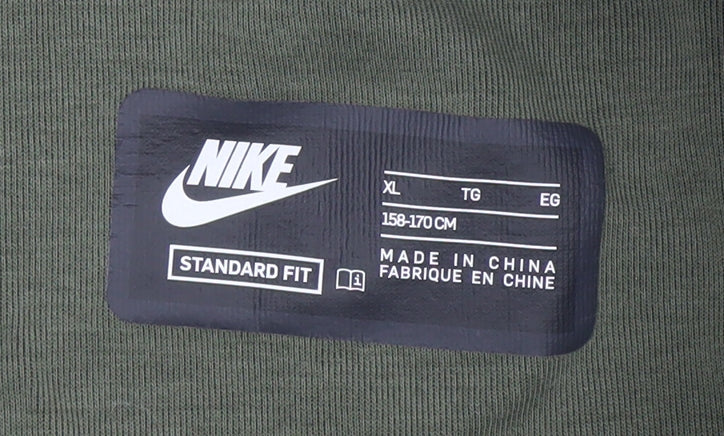 NIKE
STANDARD FIT
i
XL TG EG
158-170 CM
MADE IN CHINA
FABRIQUE EN CHINE